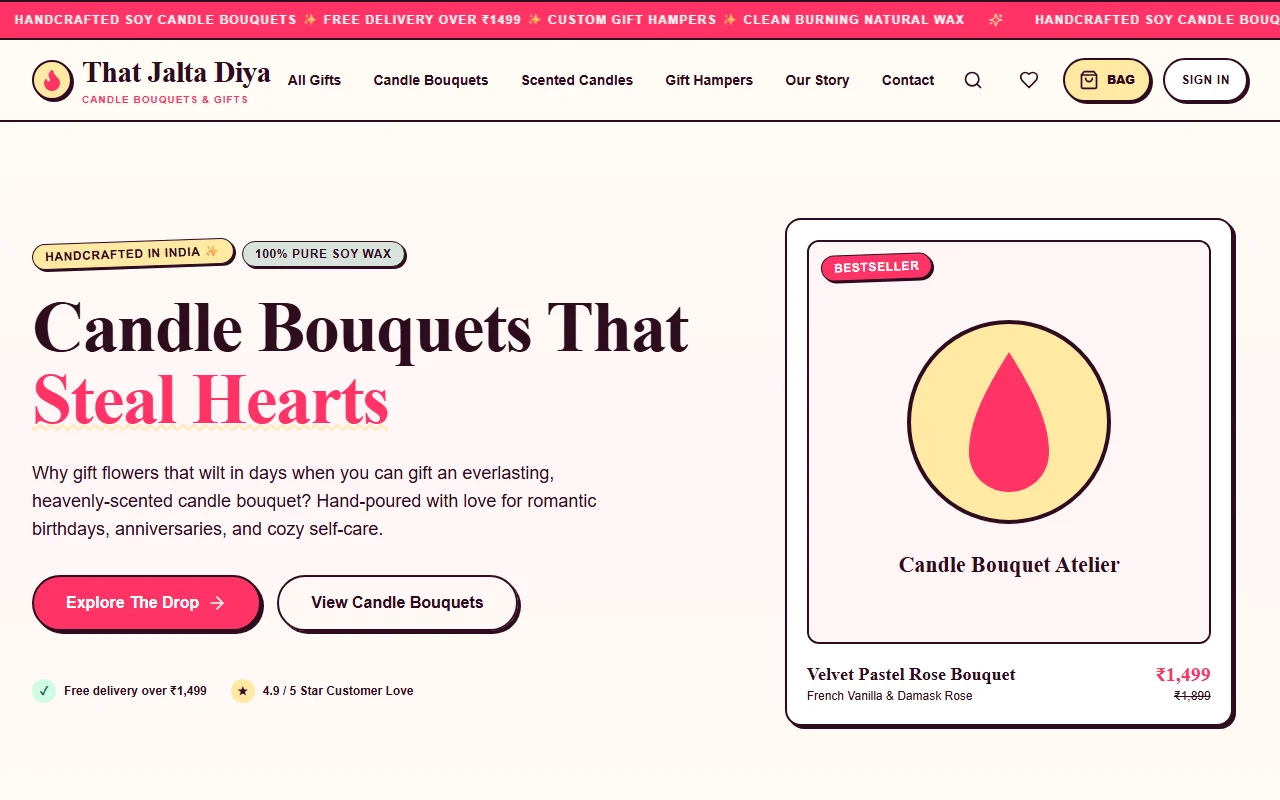 HANDCRAFTED SOY CANDLE BOUQUETS ✨ FREE DELIVERY OVER ₹1499 ✨ CUSTOM GIFT HAMPERS ✨ CLEAN BURNING NATURAL WAX HANDCRAFTED SOY CANDLE
That Jalta Diya
CANDLE BOUQUETS & GIFTS
All Gifts Candle Bouquets Scented Candles Gift Hampers Our Story Contact BAG SIGN IN
HANDCRAFTED IN INDIA ✨ 100% PURE SOY WAX
Candle Bouquets That
Steal Hearts
Why gift flowers that wilt in days when you can gift an everlasting,
heavenly-scented candle bouquet? Hand-poured with love for romantic
birthdays, anniversaries, and cozy self-care.
Explore The Drop → View Candle Bouquets
✓ Free delivery over ₹1,499 ★ 4.9 / 5 Star Customer Love
BESTSELLER
Candle Bouquet Atelier
Velvet Pastel Rose Bouquet ₹1,499
French Vanilla & Damask Rose ₹1,899